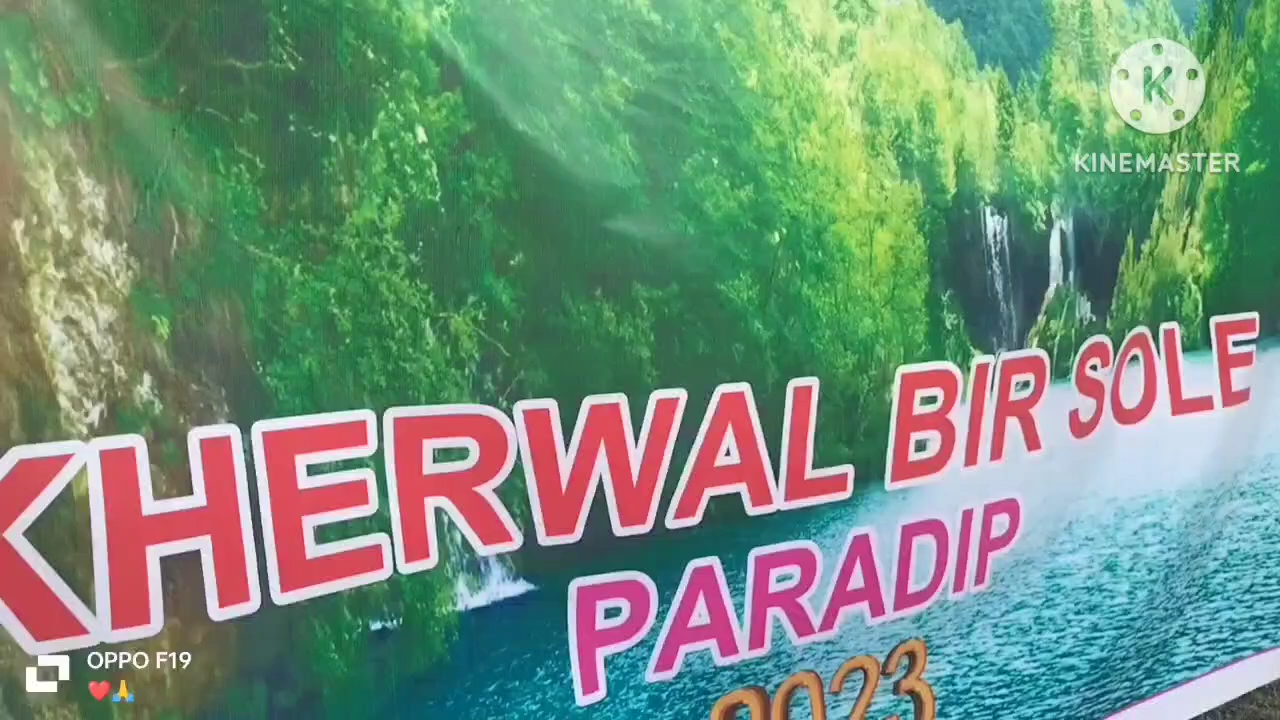 K
KINEMASTER
KHERWAL BIR SOLE
PARADIP
2023
OPPO F19
❤️🙏